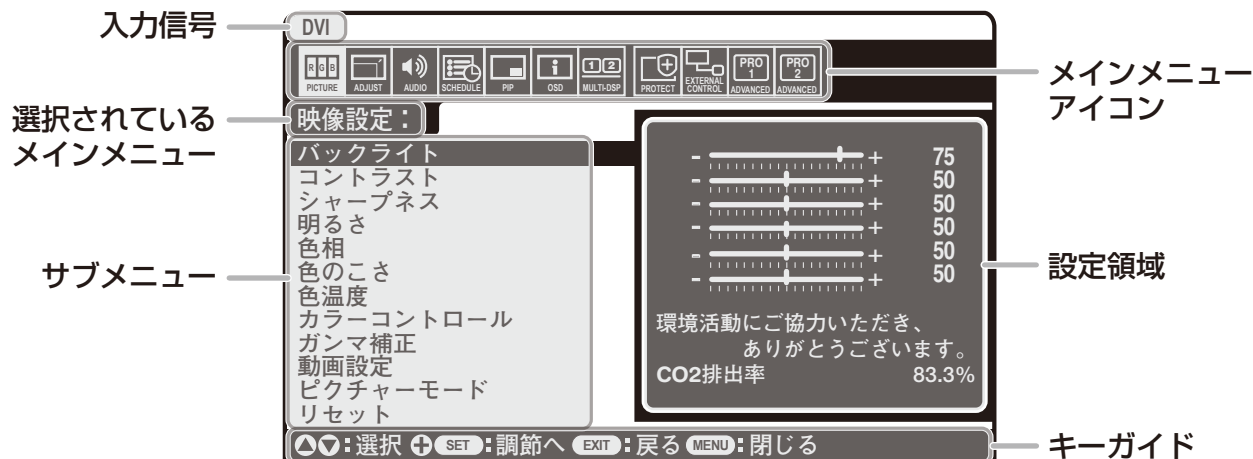 入力信号
DVI
R G B
PICTURE
ADJUST
AUDIO
SCHEDULE
PIP
OSD
1 2
MULTI-DSP
PROTECT
EXTERNAL
CONTROL
PRO
1
ADVANCED
PRO
2
ADVANCED
メインメニュー
アイコン
選択されている
メインメニュー
映像設定：
サブメニュー
バックライト
コントラスト
シャープネス
明るさ
色相
色のこさ
色温度
カラーコントロール
ガンマ補正
動画設定
ピクチャーモード
リセット
- + 75
- + 50
- + 50
- + 50
- + 50
- + 50
環境活動にご協力いただき、
ありがとうございます。
CO2排出率 83.3%
設定領域
：選択 SET：調節へ EXIT：戻る MENU：閉じる
キーガイド